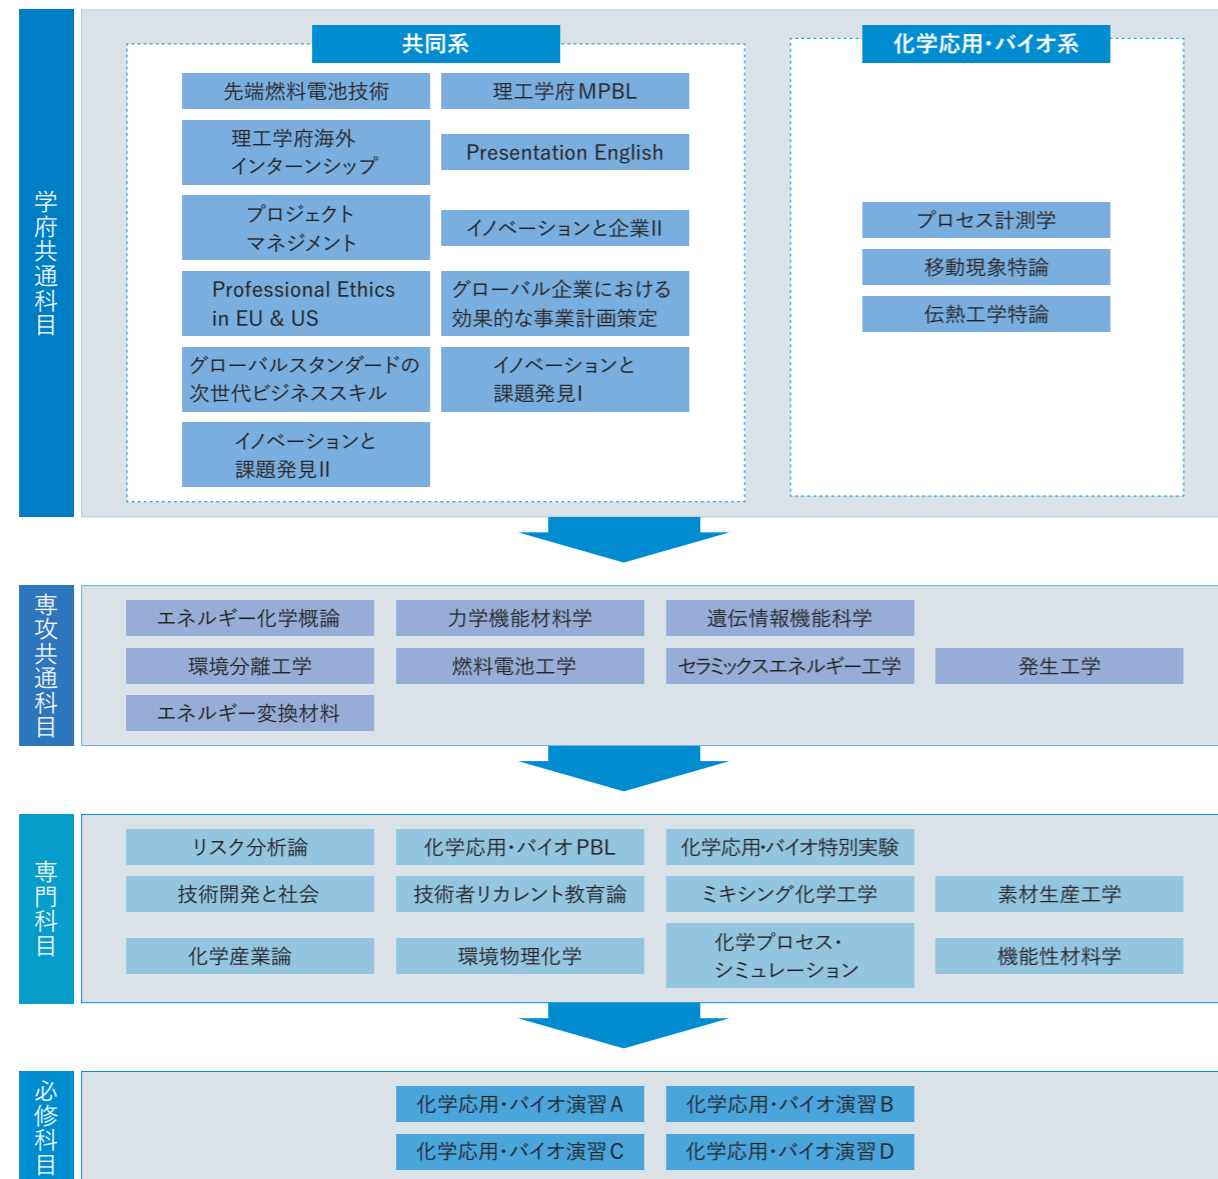 学府共通科目
共同系
先端燃料電池技術
理工学府MPBL
理工学府海外
インターンシップ
Presentation English
プロジェクト
マネジメント
イノベーションと企業II
Professional Ethics
in EU & US
グローバル企業における
効果的な事業計画策定
グローバルスタンダードの
次世代ビジネススキル
イノベーションと
課題発見I
イノベーションと
課題発見II
化学応用・バイオ系
プロセス計測学
移動現象特論
伝熱工学特論
専攻共通科目
エネルギー化学概論
力学機能材料学
遺伝情報機能科学
環境分離工学
燃料電池工学
セラミックスエネルギー工学
発生工学
エネルギー変換材料
専門科目
リスク分析論
化学応用・バイオPBL
化学応用・バイオ特別実験
技術開発と社会
技術者リカレント教育論
ミキシング化学工学
素材生産工学
化学産業論
環境物理化学
化学プロセス・
シミュレーション
機能性材料学
必修科目
化学応用・バイオ演習A
化学応用・バイオ演習B
化学応用・バイオ演習C
化学応用・バイオ演習D